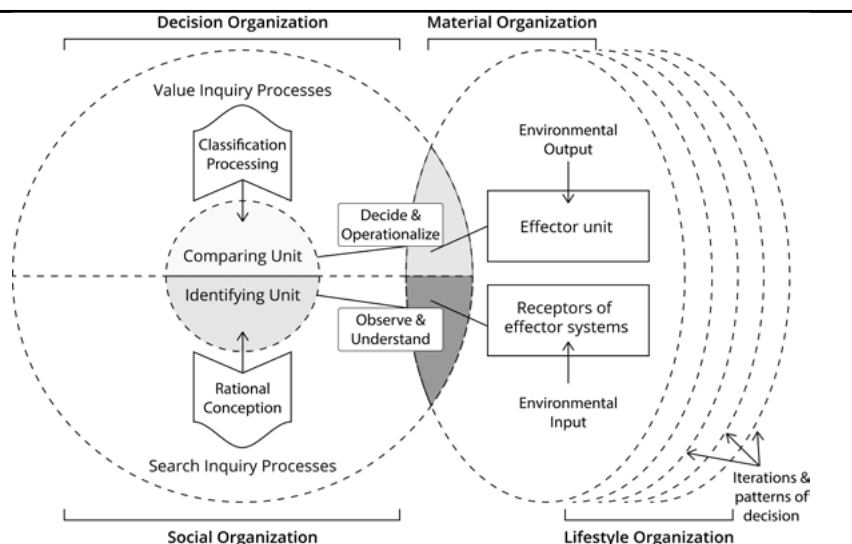 Decision Organization
Material Organization
Value Inquiry Processes
Classification
Processing
Environmental
Output
Decide &
Operationalize
Effector unit
Comparing Unit
Identifying Unit
Receptors of
effector systems
Observe &
Understand
Rational
Conception
Environmental
Input
Search Inquiry Processes
Iterations &
patterns of
decision
Social Organization
Lifestyle Organization